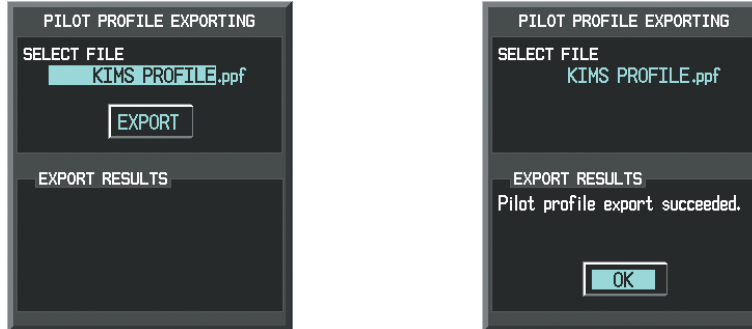 PILOT PROFILE EXPORTING
SELECT FILE
KIMS PROFILE.ppf
EXPORT
EXPORT RESULTS
PILOT PROFILE EXPORTING
SELECT FILE
KIMS PROFILE.ppf
EXPORT RESULTS
Pilot profile export succeeded.
OK